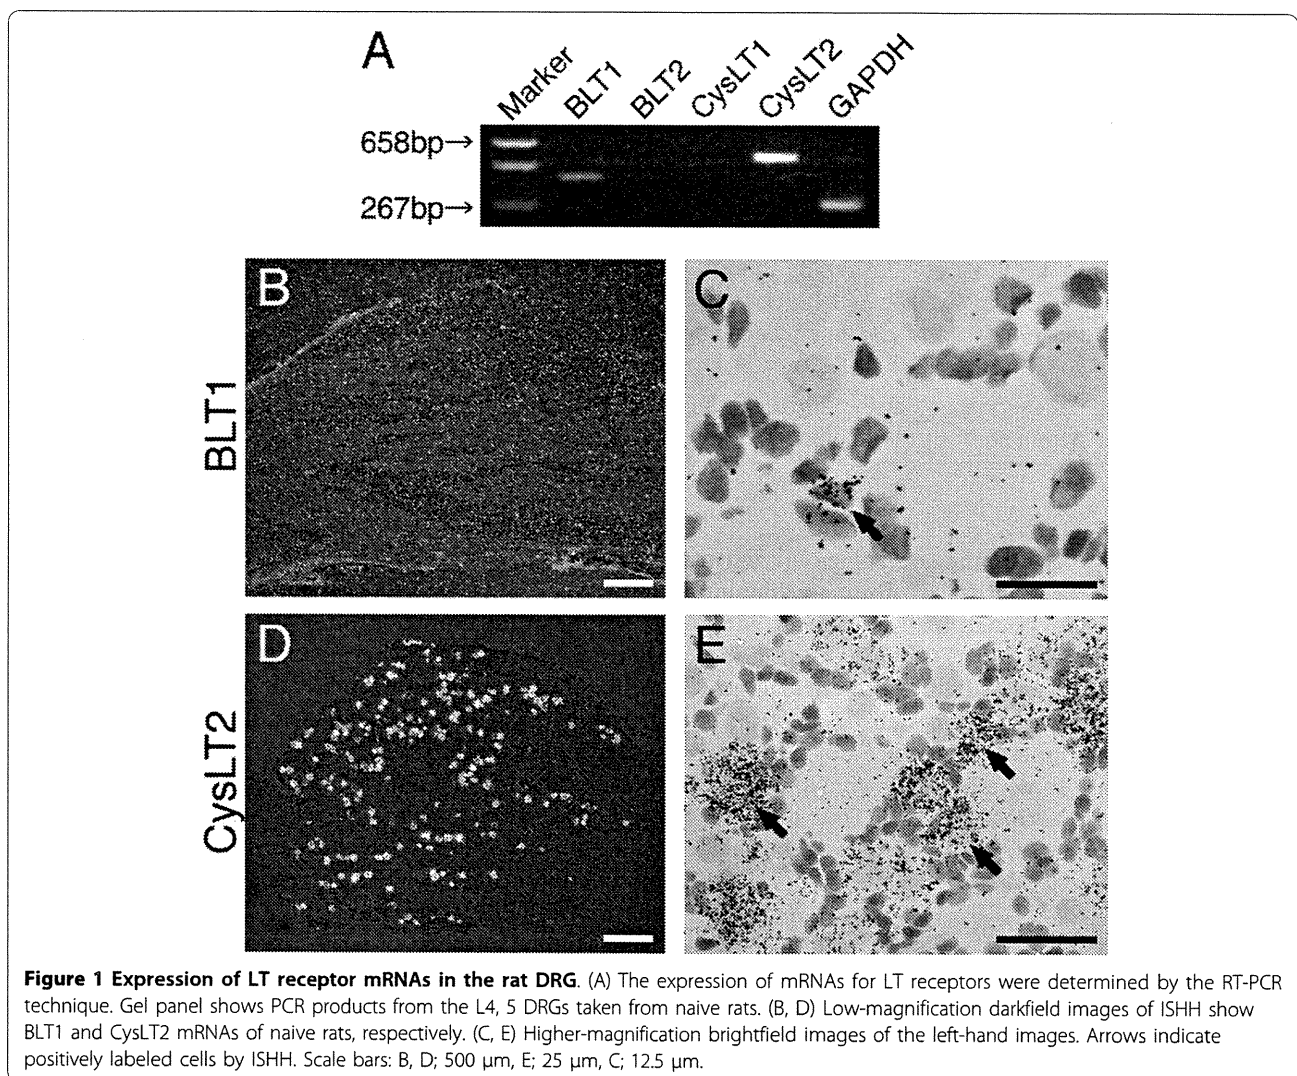 A
Marker
BLT1
BLT2
CysLT1
CysLT2
GAPDH
658bp→
267bp→
B
C
BLT1
D
E
CysLT2
Figure 1 Expression of LT receptor mRNAs in the rat DRG. (A) The expression of mRNAs for LT receptors were determined by the RT-PCR
technique. Gel panel shows PCR products from the L4, 5 DRGs taken from naive rats. (B, D) Low-magnification darkfield images of ISHH show
BLT1 and CysLT2 mRNAs of naive rats, respectively. (C, E) Higher-magnification brightfield images of the left-hand images. Arrows indicate
positively labeled cells by ISHH. Scale bars: B, D; 500 μm, E; 25 μm, C; 12.5 μm.